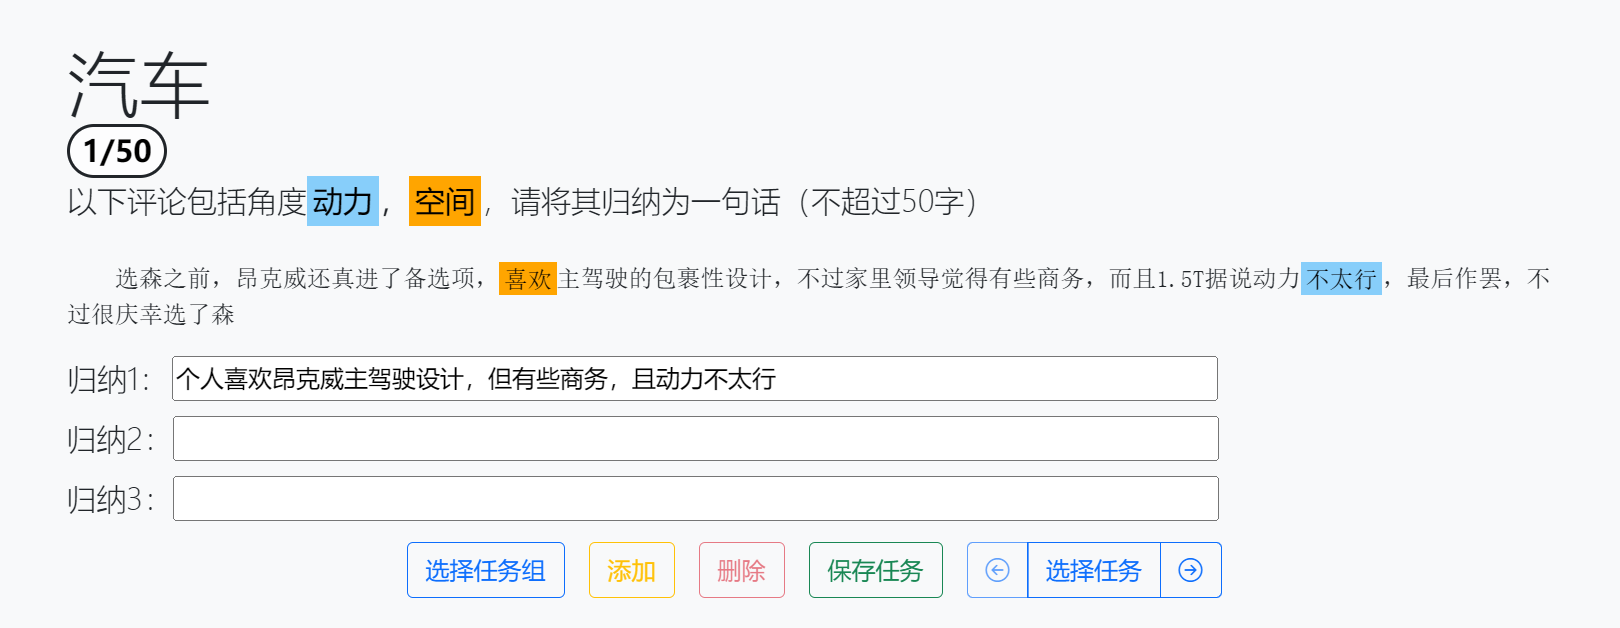 汽车
1/50
以下评论包括角度动力，空间，请将其归纳为一句话（不超过50字）
选森之前，昂克威还真进了备选项，喜欢主驾驶的包裹性设计，不过家里领导觉得有些商务，而且1.5T据说动力不太行，最后作罢，不
过很庆幸选了森
归纳1：个人喜欢昂克威主驾驶设计，但有些商务，且动力不太行
归纳2：
归纳3：
选择任务组 添加 删除 保存任务 选择任务